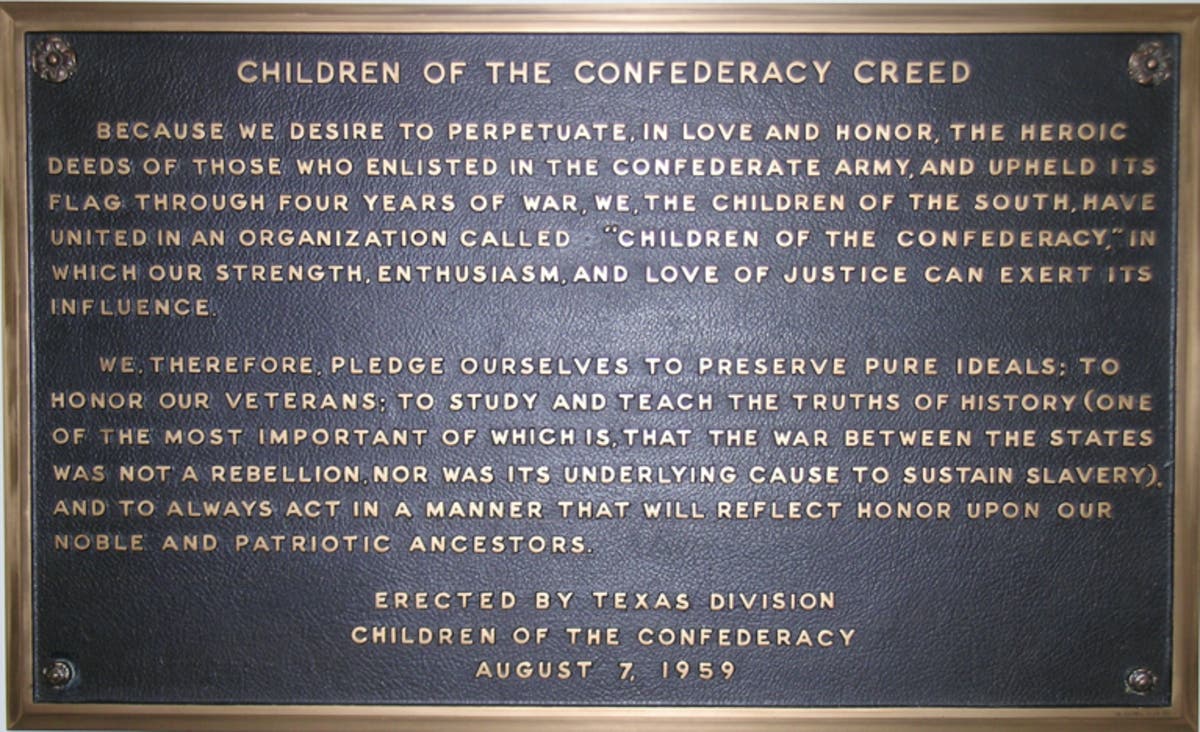 CHILDREN OF THE CONFEDERACY CREED
BECAUSE WE DESIRE TO PERPETUATE, IN LOVE AND HONOR, THE HEROIC
DEEDS OF THOSE WHO ENLISTED IN THE CONFEDERATE ARMY, AND UPHELD ITS
FLAG THROUGH FOUR YEARS OF WAR, WE, THE CHILDREN OF THE SOUTH, HAVE
UNITED IN AN ORGANIZATION CALLED "CHILDREN OF THE CONFEDERACY," IN
WHICH OUR STRENGTH, ENTHUSIASM, AND LOVE OF JUSTICE CAN EXERT ITS
INFLUENCE.
WE, THEREFORE, PLEDGE OURSELVES TO PRESERVE PURE IDEALS; TO
HONOR OUR VETERANS; TO STUDY AND TEACH THE TRUTHS OF HISTORY (ONE
OF THE MOST IMPORTANT OF WHICH IS, THAT THE WAR BETWEEN THE STATES
WAS NOT A REBELLION, NOR WAS ITS UNDERLYING CAUSE TO SUSTAIN SLAVERY),
AND TO ALWAYS ACT IN A MANNER THAT WILL REFLECT HONOR UPON OUR
NOBLE AND PATRIOTIC ANCESTORS.
ERECTED BY TEXAS DIVISION
CHILDREN OF THE CONFEDERACY
AUGUST 7, 1959